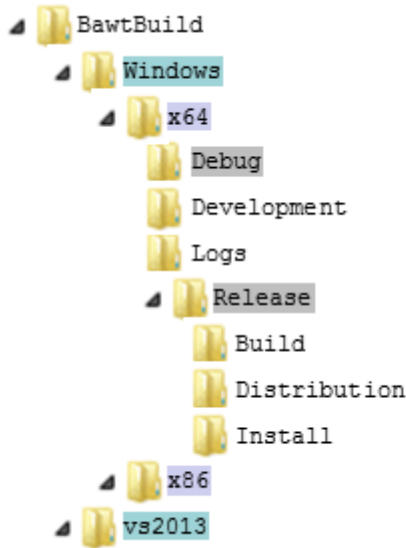 BawtBuild
Windows
x64
Debug
Development
Logs
Release
Build
Distribution
Install
x86
vs2013